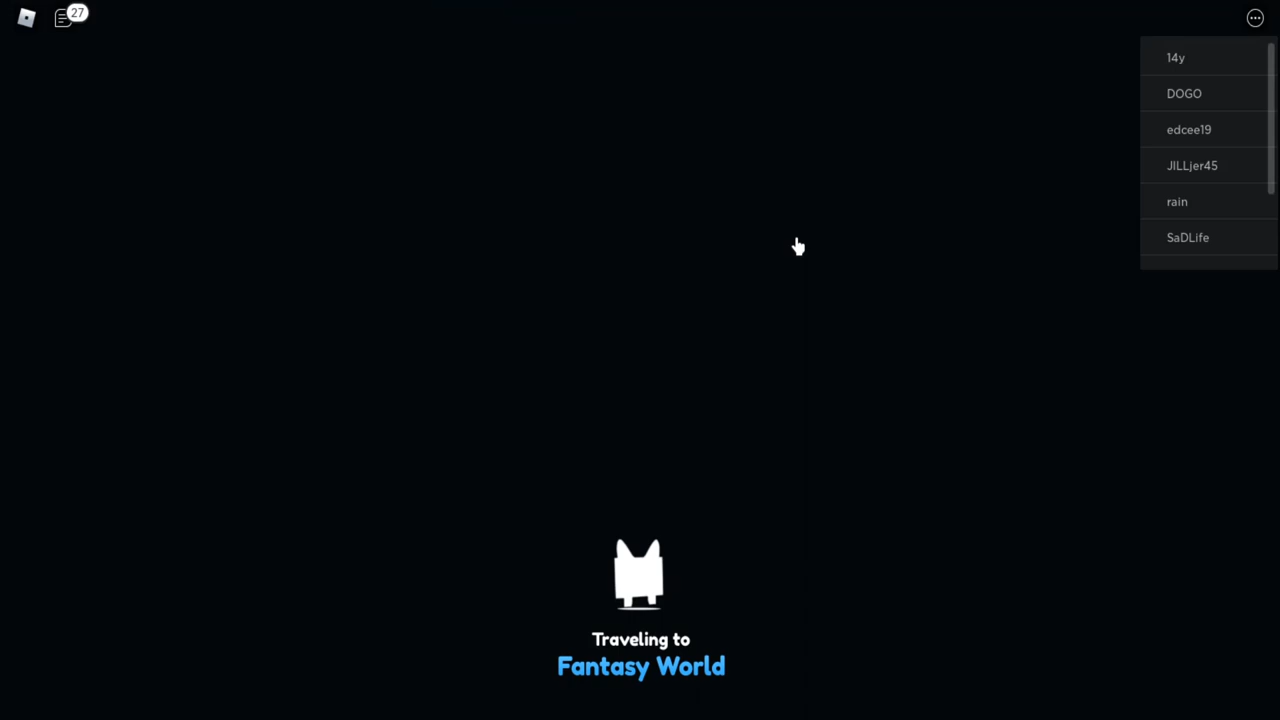 27
14y
DOGO
edcee19
JILLjer45
rain
SaDLife
Traveling to
Fantasy World